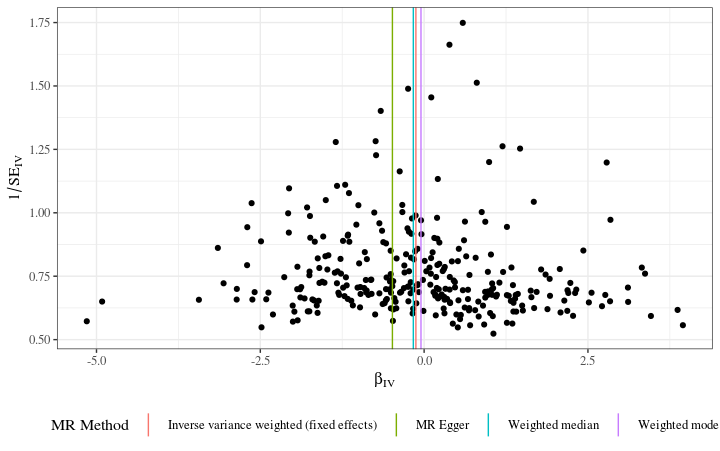 1.75
1.50
1.25
1.00
0.75
0.50
1/SE_IV
-5.0 -2.5 0.0 2.5
β_IV
MR Method Inverse variance weighted (fixed effects) MR Egger Weighted median Weighted mode